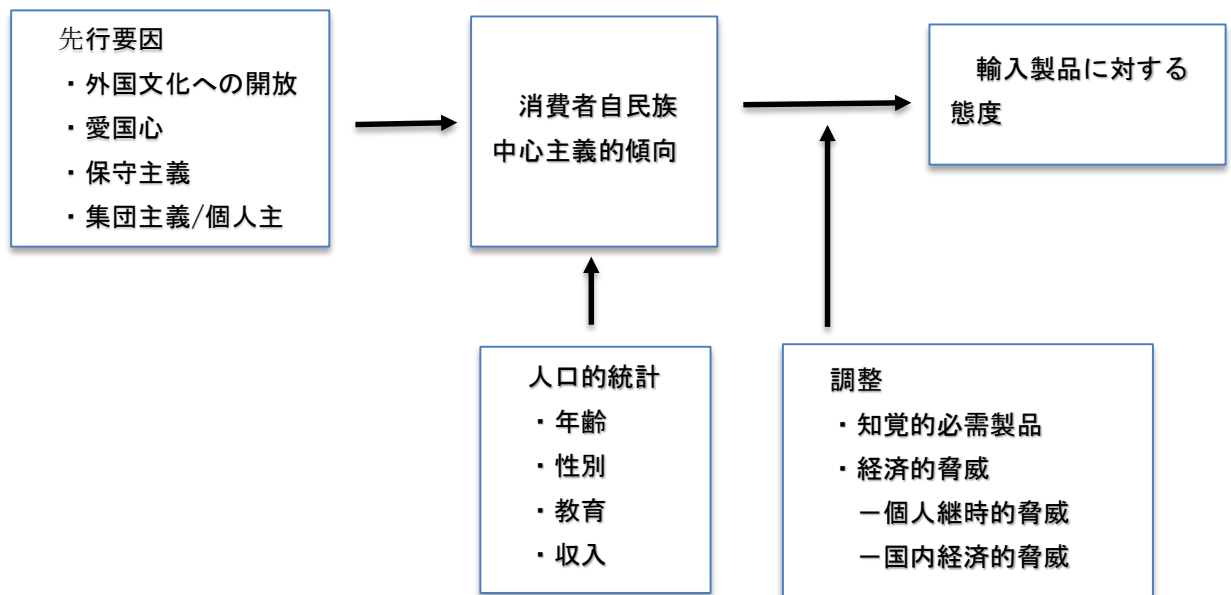 先行要因
・外国文化への開放
・愛国心
・保守主義
・集団主義/個人主
消費者自民族
中心主義的傾向
輸入製品に対する
態度
人口的統計
・年齢
・性別
・教育
・収入
調整
・知覚的必需製品
・経済的脅威
－個人継時的脅威
－国内経済的脅威